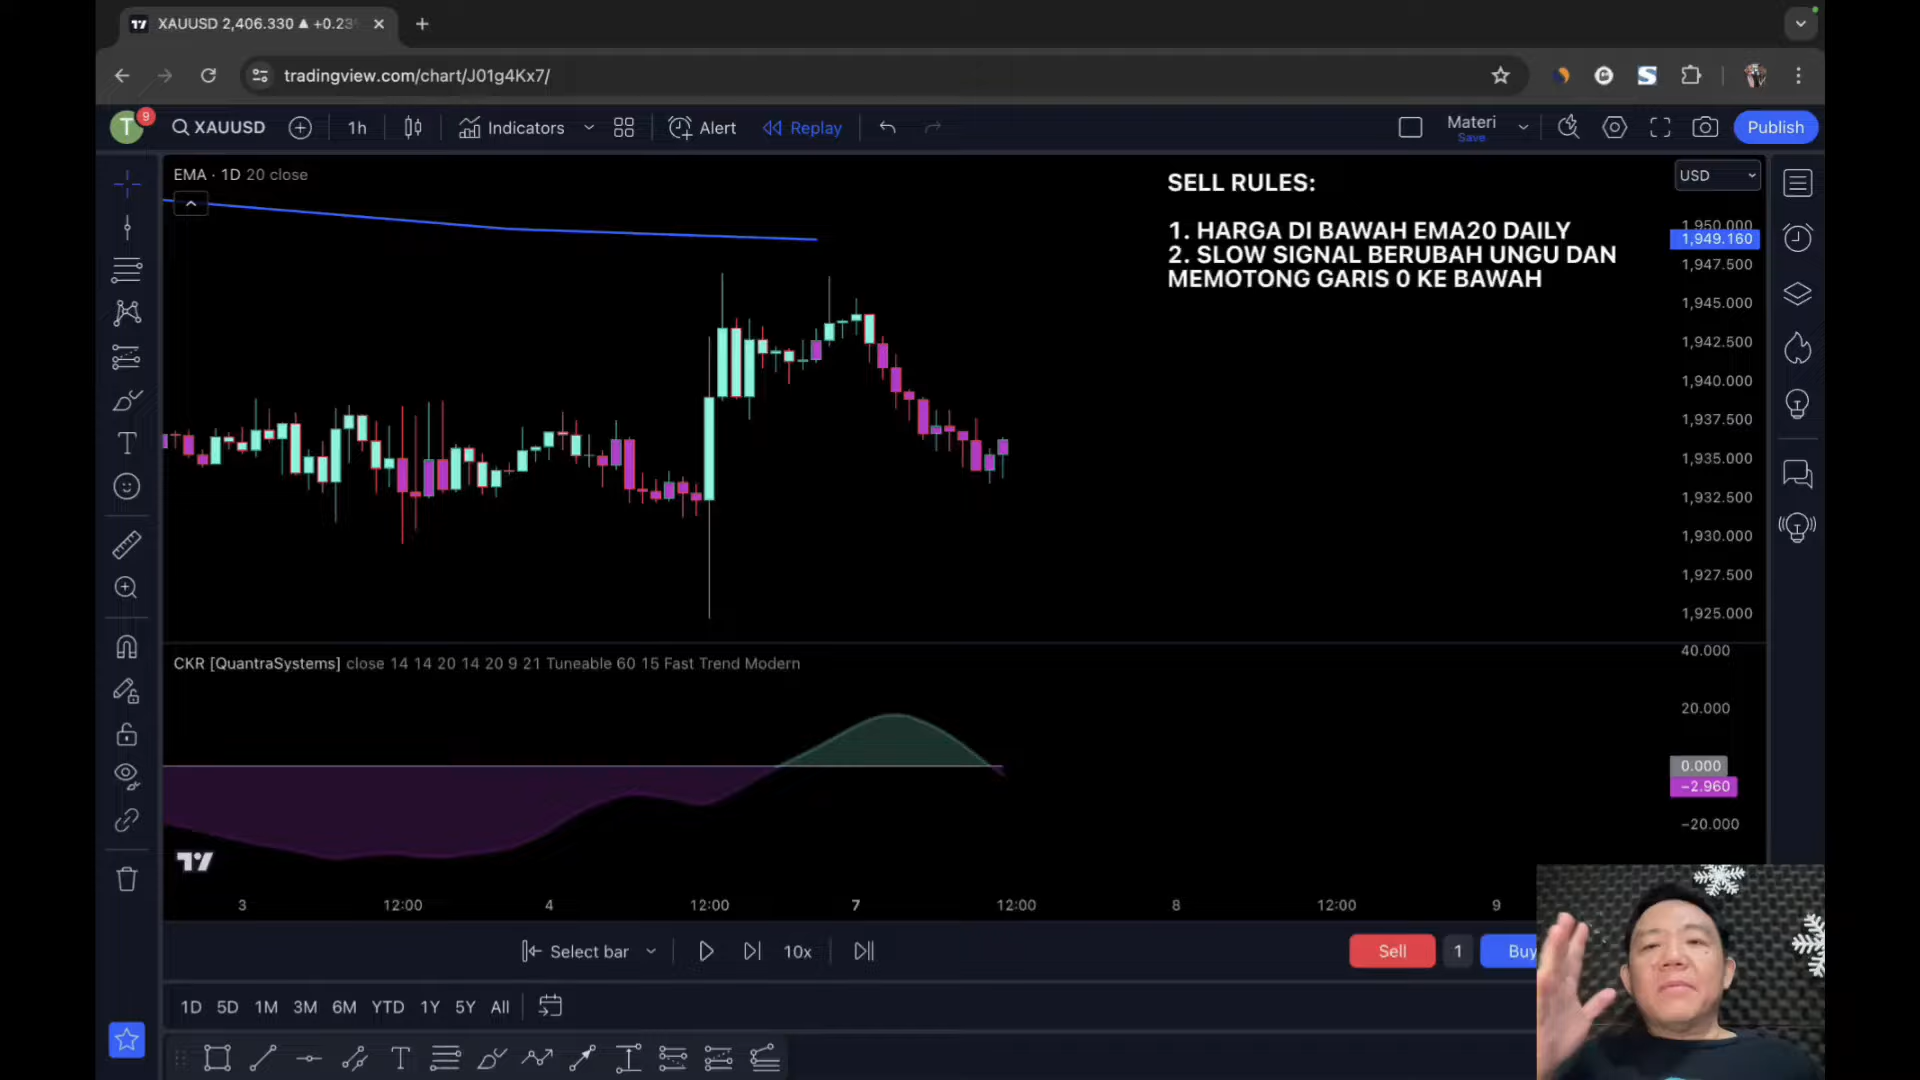 XAUUSD 2,406.330 ▲ +0.23%
tradingview.com/chart/J01g4Kx7/
T 9 XAUUSD 1h Indicators Alert Replay Materi Save Publish
EMA · 1D 20 close
USD
SELL RULES:
1. HARGA DI BAWAH EMA20 DAILY
2. SLOW SIGNAL BERUBAH UNGU DAN
MEMOTONG GARIS 0 KE BAWAH
1,950.000
1,949.160
1,947.500
1,945.000
1,942.500
1,940.000
1,937.500
1,935.000
1,932.500
1,930.000
1,927.500
1,925.000
CKR [QuantraSystems] close 14 14 20 14 20 9 21 Tuneable 60 15 Fast Trend Modern
40.000
20.000
0.000
−2.960
−20.000
3 12:00 4 12:00 7 12:00 8 12:00 9
Select bar 10x Sell 1 Buy
1D 5D 1M 3M 6M YTD 1Y 5Y All